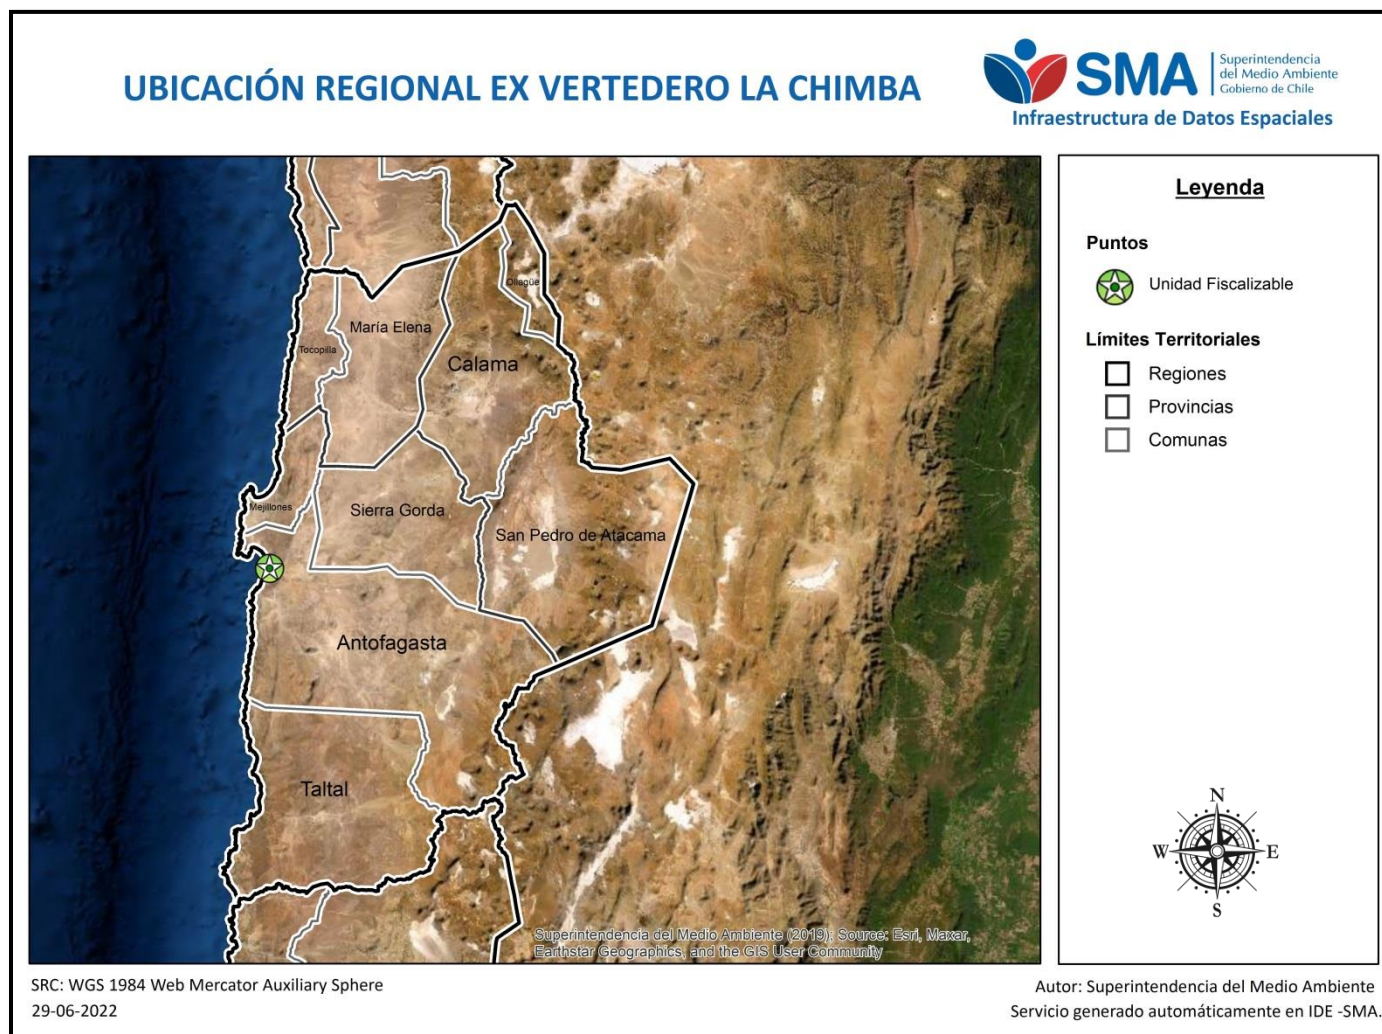 UBICACIÓN REGIONAL EX VERTEDERO LA CHIMBA
SMA
Superintendencia
del Medio Ambiente
Gobierno de Chile
Infraestructura de Datos Espaciales
Ollagüe
María Elena
Tocopilla
Calama
Mejillones
Sierra Gorda
San Pedro de Atacama
Antofagasta
Taltal
Superintendencia del Medio Ambiente (2019); Source: Esri, Maxar,
Earthstar Geographics, and the GIS User Community
Leyenda
Puntos
Unidad Fiscalizable
Límites Territoriales
Regiones
Provincias
Comunas
N
W E
S
SRC: WGS 1984 Web Mercator Auxiliary Sphere
29-06-2022
Autor: Superintendencia del Medio Ambiente
Servicio generado automáticamente en IDE -SMA.